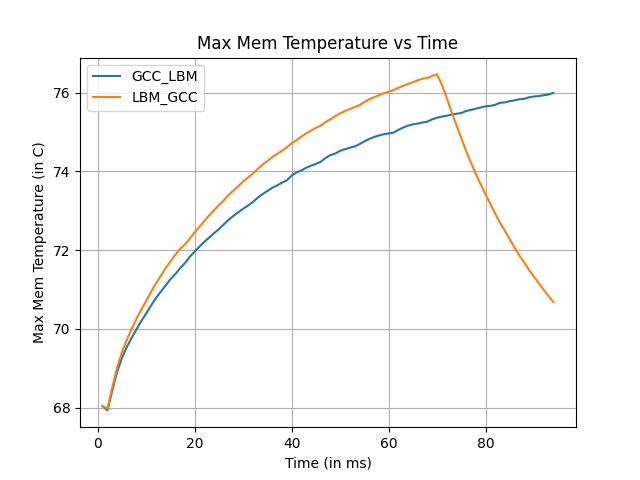 Max Mem Temperature vs Time
GCC_LBM
LBM_GCC
Max Mem Temperature (in C)
76
74
72
70
68
0 20 40 60 80
Time (in ms)